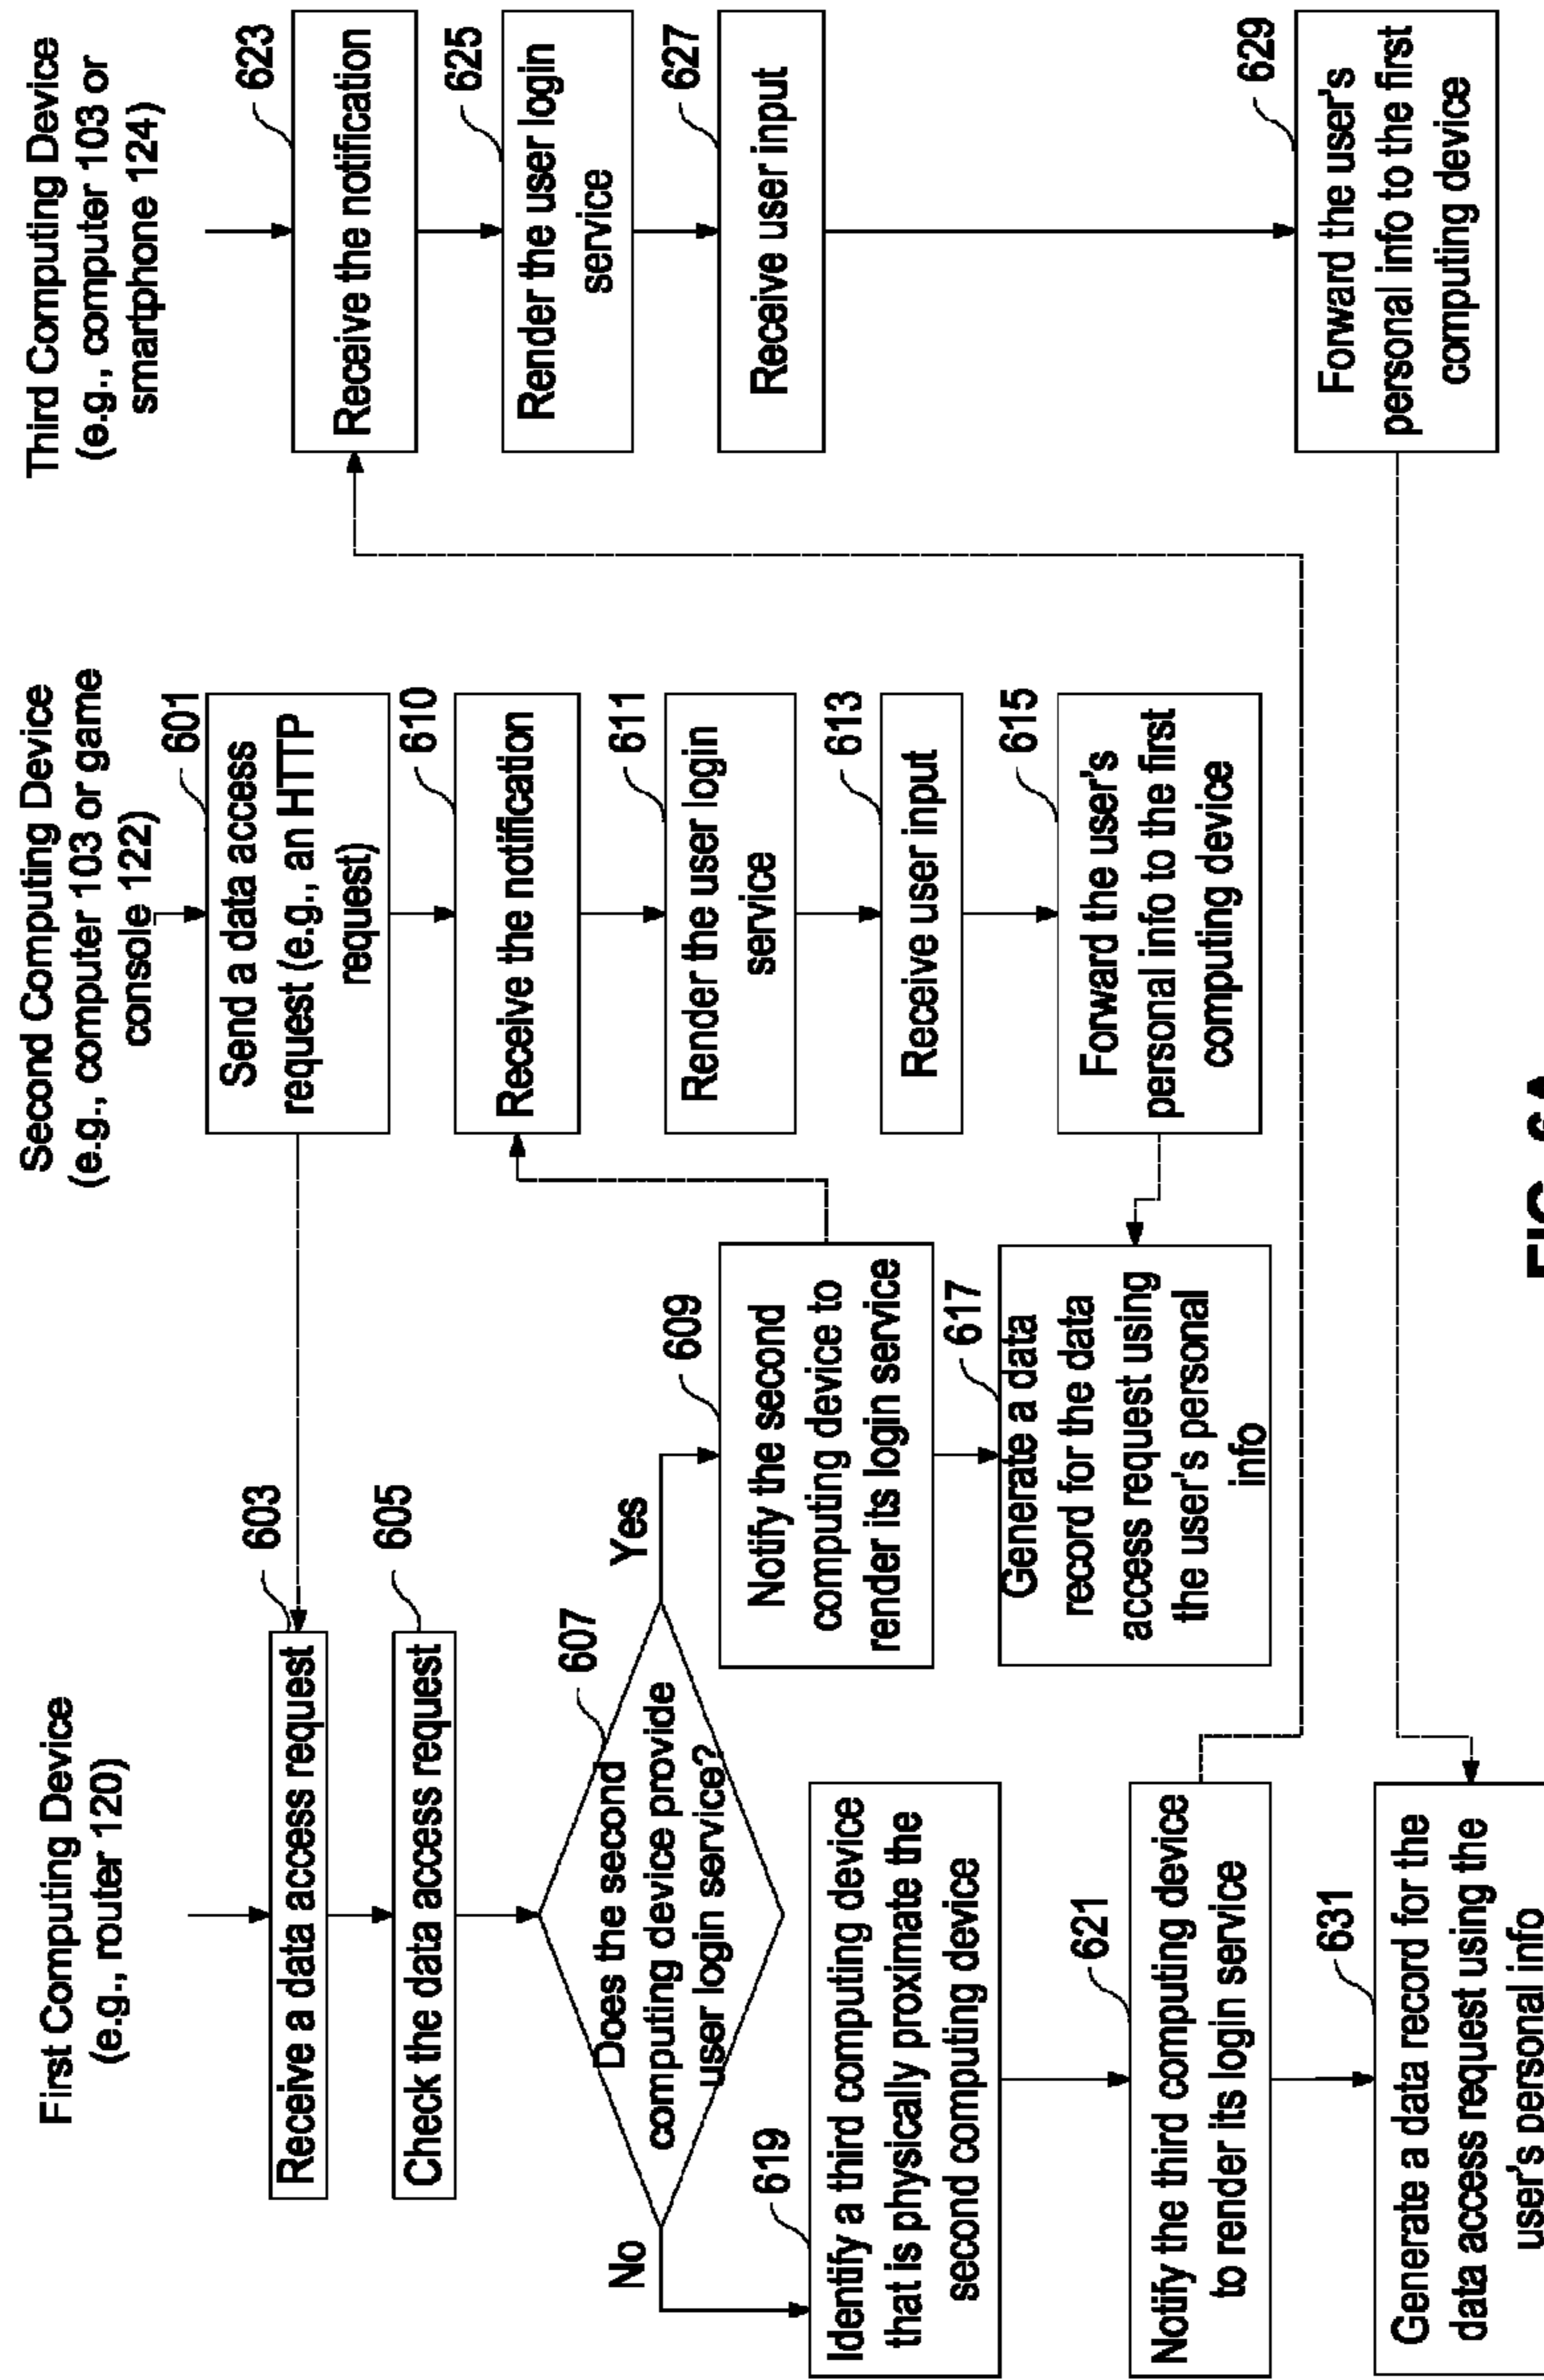 First Computing Device
(e.g., router 120)
603
Receive a data access request
605
Check the data access request
607
Does the second
computing device provide
user login service?
No
Yes
619
Identify a third computing device
that is physically proximate the
second computing device
621
Notify the third computing device
to render its login service
631
Generate a data record for the
data access request using the
user's personal info
609
Notify the second
computing device to
render its login service
617
Generate a data
record for the data
access request using
the user's personal
info
Second Computing Device
(e.g., computer 103 or game
console 122)
601
Send a data access
request (e.g., an HTTP
request)
610
Receive the notification
611
Render the user login
service
613
Receive user input
615
Forward the user's
personal info to the first
computing device
Third Computing Device
(e.g., computer 103 or
smartphone 124)
623
Receive the notification
625
Render the user login
service
627
Receive user input
629
Forward the user's
personal info to the first
computing device